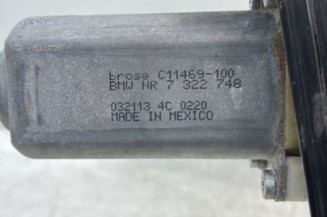 brose C11469-100
BMW NR 7 322 748
032113 4C 0220
MADE IN MEXICO